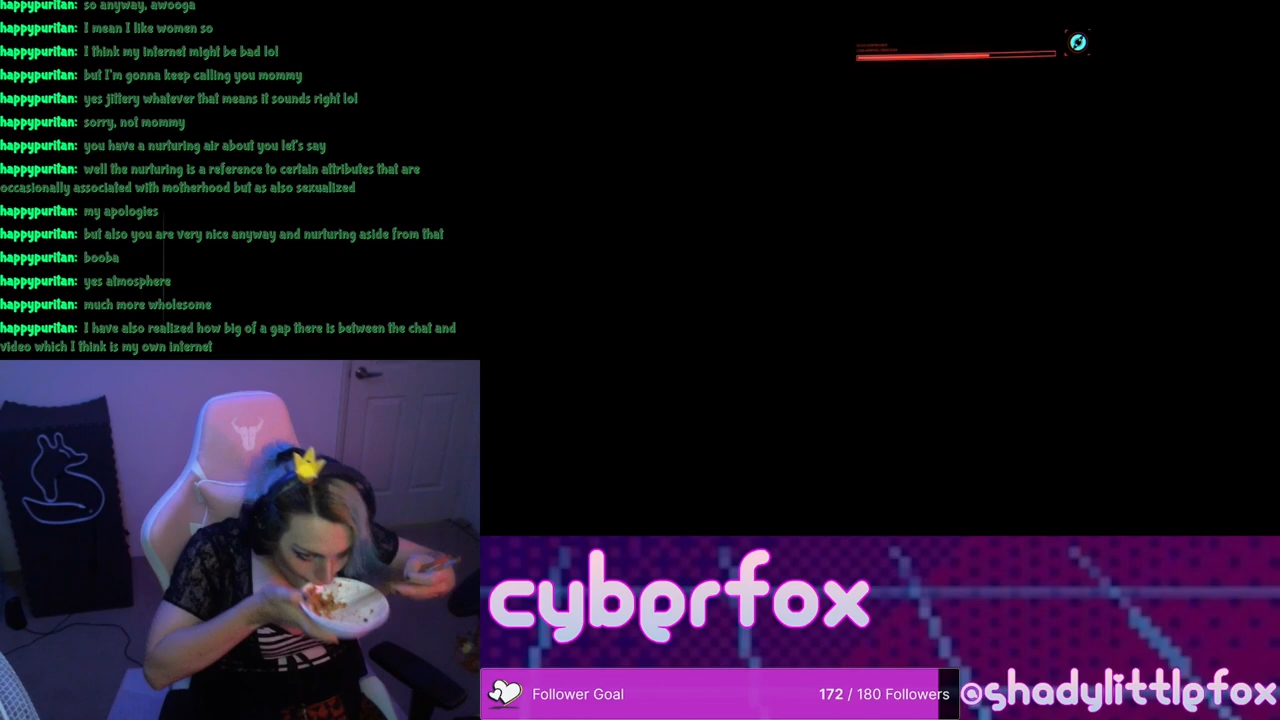 happypuritan: so anyway, awooga
happypuritan: I mean I like women so
happypuritan: I think my internet might be bad lol
happypuritan: but I'm gonna keep calling you mommy
happypuritan: yes jittery whatever that means it sounds right lol
happypuritan: sorry, not mommy
happypuritan: you have a nurturing air about you let's say
happypuritan: well the nurturing is a reference to certain attributes that are
occasionally associated with motherhood but as also sexualized
happypuritan: my apologies
happypuritan: but also you are very nice anyway and nurturing aside from that
happypuritan: booba
happypuritan: yes atmosphere
happypuritan: much more wholesome
happypuritan: I have also realized how big of a gap there is between the chat and
video which I think is my own internet
cyberfox
Follower Goal 172 / 180 Followers
@shadylittlefox